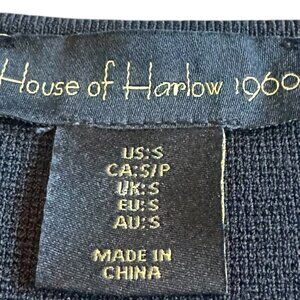 House of Harlow 1960
US:S
CA:S/P
UK:S
EU:S
AU:S
MADE IN
CHINA